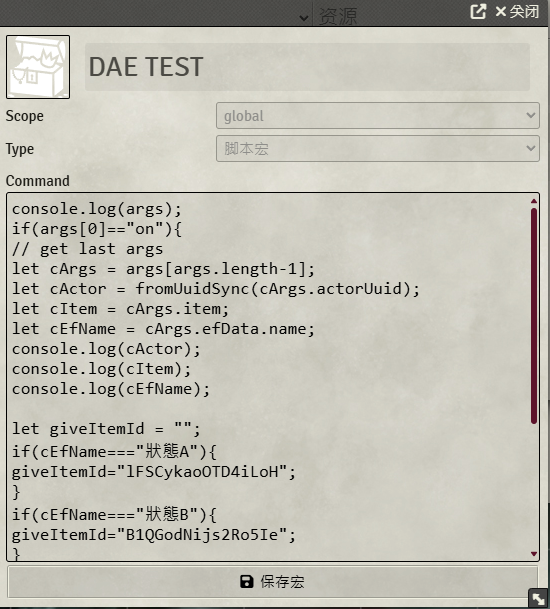 资源
关闭
DAE TEST
Scope
global
Type
脚本宏
Command
console.log(args);
if(args[0]=="on"){
// get last args
let cArgs = args[args.length-1];
let cActor = fromUuidSync(cArgs.actorUuid);
let cItem = cArgs.item;
let cEfName = cArgs.efData.name;
console.log(cActor);
console.log(cItem);
console.log(cEfName);
let giveItemId = "";
if(cEfName==="狀態A"){
giveItemId="lFSCykaoOTD4iLoH";
}
if(cEfName==="狀態B"){
giveItemId="B1QGodNijs2Ro5Ie";
}
保存宏